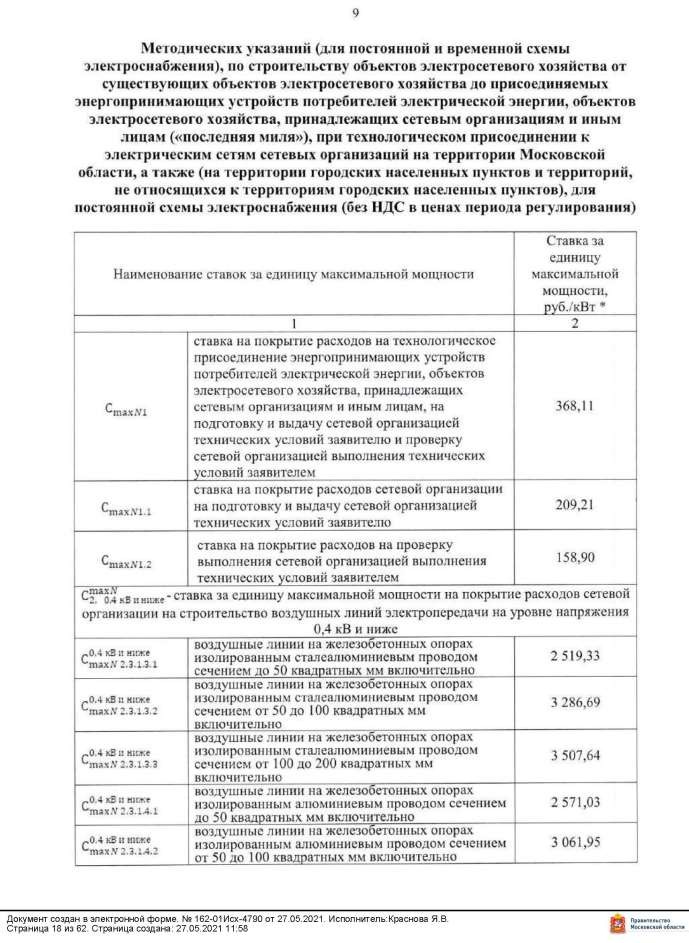 9
Методических указаний (для постоянной и временной схемы
электроснабжения), по строительству объектов электросетевого хозяйства от
существующих объектов электросетевого хозяйства до присоединяемых
энергопринимающих устройств потребителей электрической энергии, объектов
электросетевого хозяйства, принадлежащих сетевым организациям и иным
лицам («последняя миля»), при технологическом присоединении к
электрическим сетям сетевых организаций на территории Московской
области, а также (на территории городских населенных пунктов и территорий,
не относящихся к территориям городских населенных пунктов), для
постоянной схемы электроснабжения (без НДС в ценах периода регулирования)
Наименование ставок за единицу максимальной мощности
Ставка за
единицу
максимальной
мощности,
руб./кВт *
1 2
CmaxN1
ставка на покрытие расходов на технологическое
присоединение энергопринимающих устройств
потребителей электрической энергии, объектов
электросетевого хозяйства, принадлежащих
сетевым организациям и иным лицам, на
подготовку и выдачу сетевой организацией
технических условий заявителю и проверку
сетевой организацией выполнения технических
условий заявителем
368,11
CmaxN1.1
ставка на покрытие расходов сетевой организации
на подготовку и выдачу сетевой организацией
технических условий заявителю
209,21
CmaxN1.2
ставка на покрытие расходов на проверку
выполнения сетевой организацией выполнения
технических условий заявителем
158,90
C maxN 2, 0.4 кВ и ниже - ставка за единицу максимальной мощности на покрытие расходов сетевой
организации на строительство воздушных линий электропередачи на уровне напряжения
0,4 кВ и ниже
C 0.4 кВ и ниже maxN 2.3.1.3.1
воздушные линии на железобетонных опорах
изолированным сталеалюминиевым проводом
сечением до 50 квадратных мм включительно
2 519,33
C 0.4 кВ и ниже maxN 2.3.1.3.2
воздушные линии на железобетонных опорах
изолированным сталеалюминиевым проводом
сечением от 50 до 100 квадратных мм
включительно
3 286,69
C 0.4 кВ и ниже maxN 2.3.1.3.3
воздушные линии на железобетонных опорах
изолированным сталеалюминиевым проводом
сечением от 100 до 200 квадратных мм
включительно
3 507,64
C 0.4 кВ и ниже maxN 2.3.1.4.1
воздушные линии на железобетонных опорах
изолированным алюминиевым проводом сечением
до 50 квадратных мм включительно
2 571,03
C 0.4 кВ и ниже maxN 2.3.1.4.2
воздушные линии на железобетонных опорах
изолированным алюминиевым проводом сечением
от 50 до 100 квадратных мм включительно
3 061,95
Документ создан в электронной форме. № 162-01Исх-4790 от 27.05.2021. Исполнитель:Краснова Я.В.
Страница 18 из 62. Страница создана: 27.05.2021 11:58
Правительство
Московской области